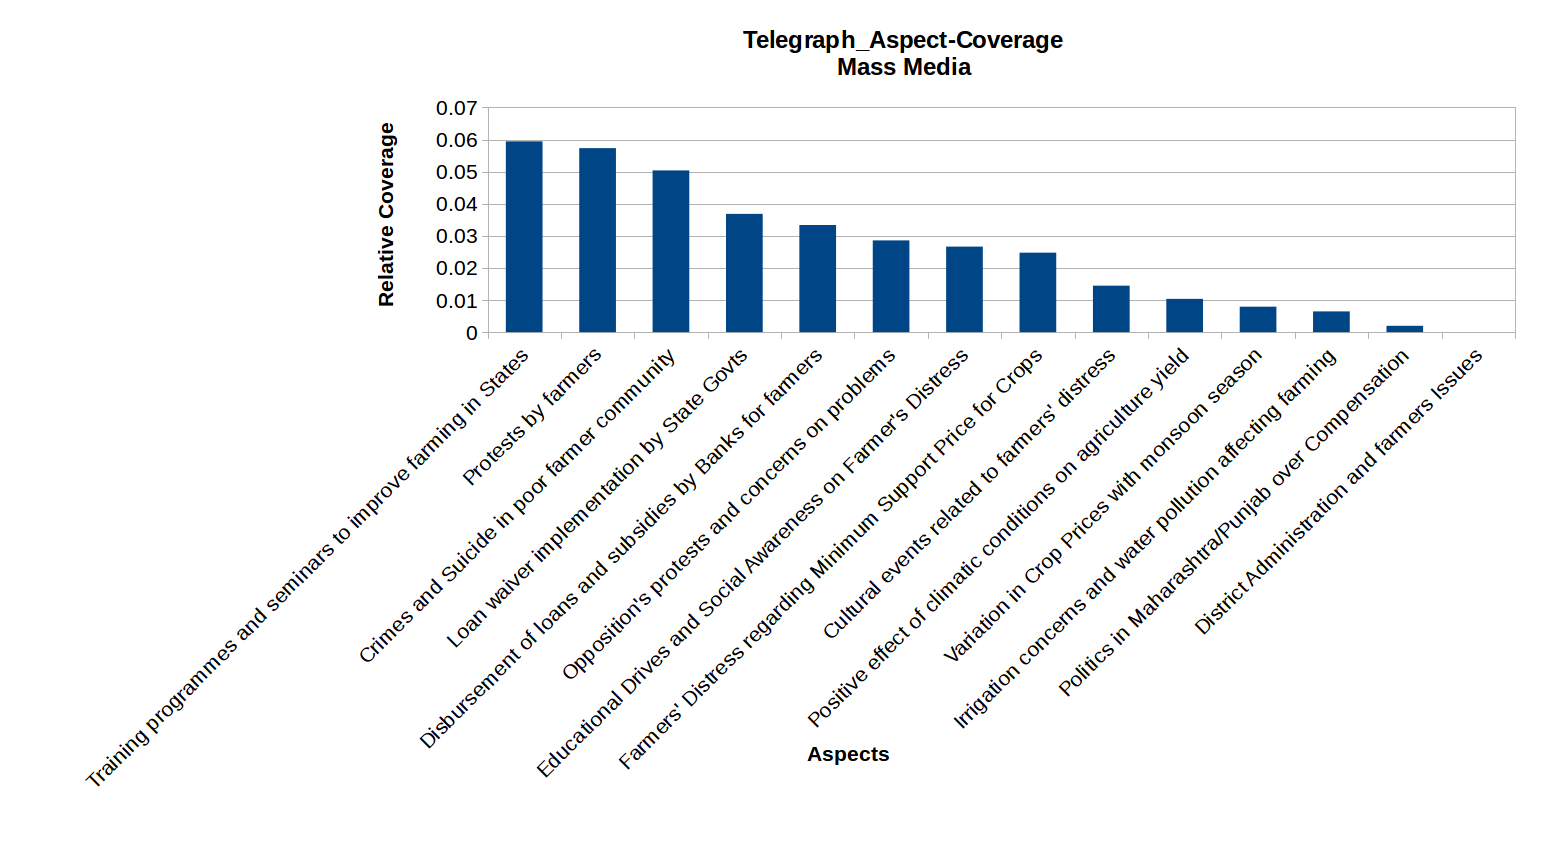 Telegraph_Aspect-Coverage
Mass Media
Relative Coverage
0.07
0.06
0.05
0.04
0.03
0.02
0.01
0
Training programmes and seminars to improve farming in States
Protests by farmers
Crimes and Suicide in poor farmer community
Loan waiver implementation by State Govts
Disbursement of loans and subsidies by Banks for farmers
Opposition's protests and concerns on problems
Educational Drives and Social Awareness on Farmer's Distress
Farmers' Distress regarding Minimum Support Price for Crops
Cultural events related to farmers' distress
Positive effect of climatic conditions on agriculture yield
Variation in Crop Prices with monsoon season
Irrigation concerns and water pollution affecting farming
Politics in Maharashtra/Punjab over Compensation
District Administration and farmers Issues
Aspects